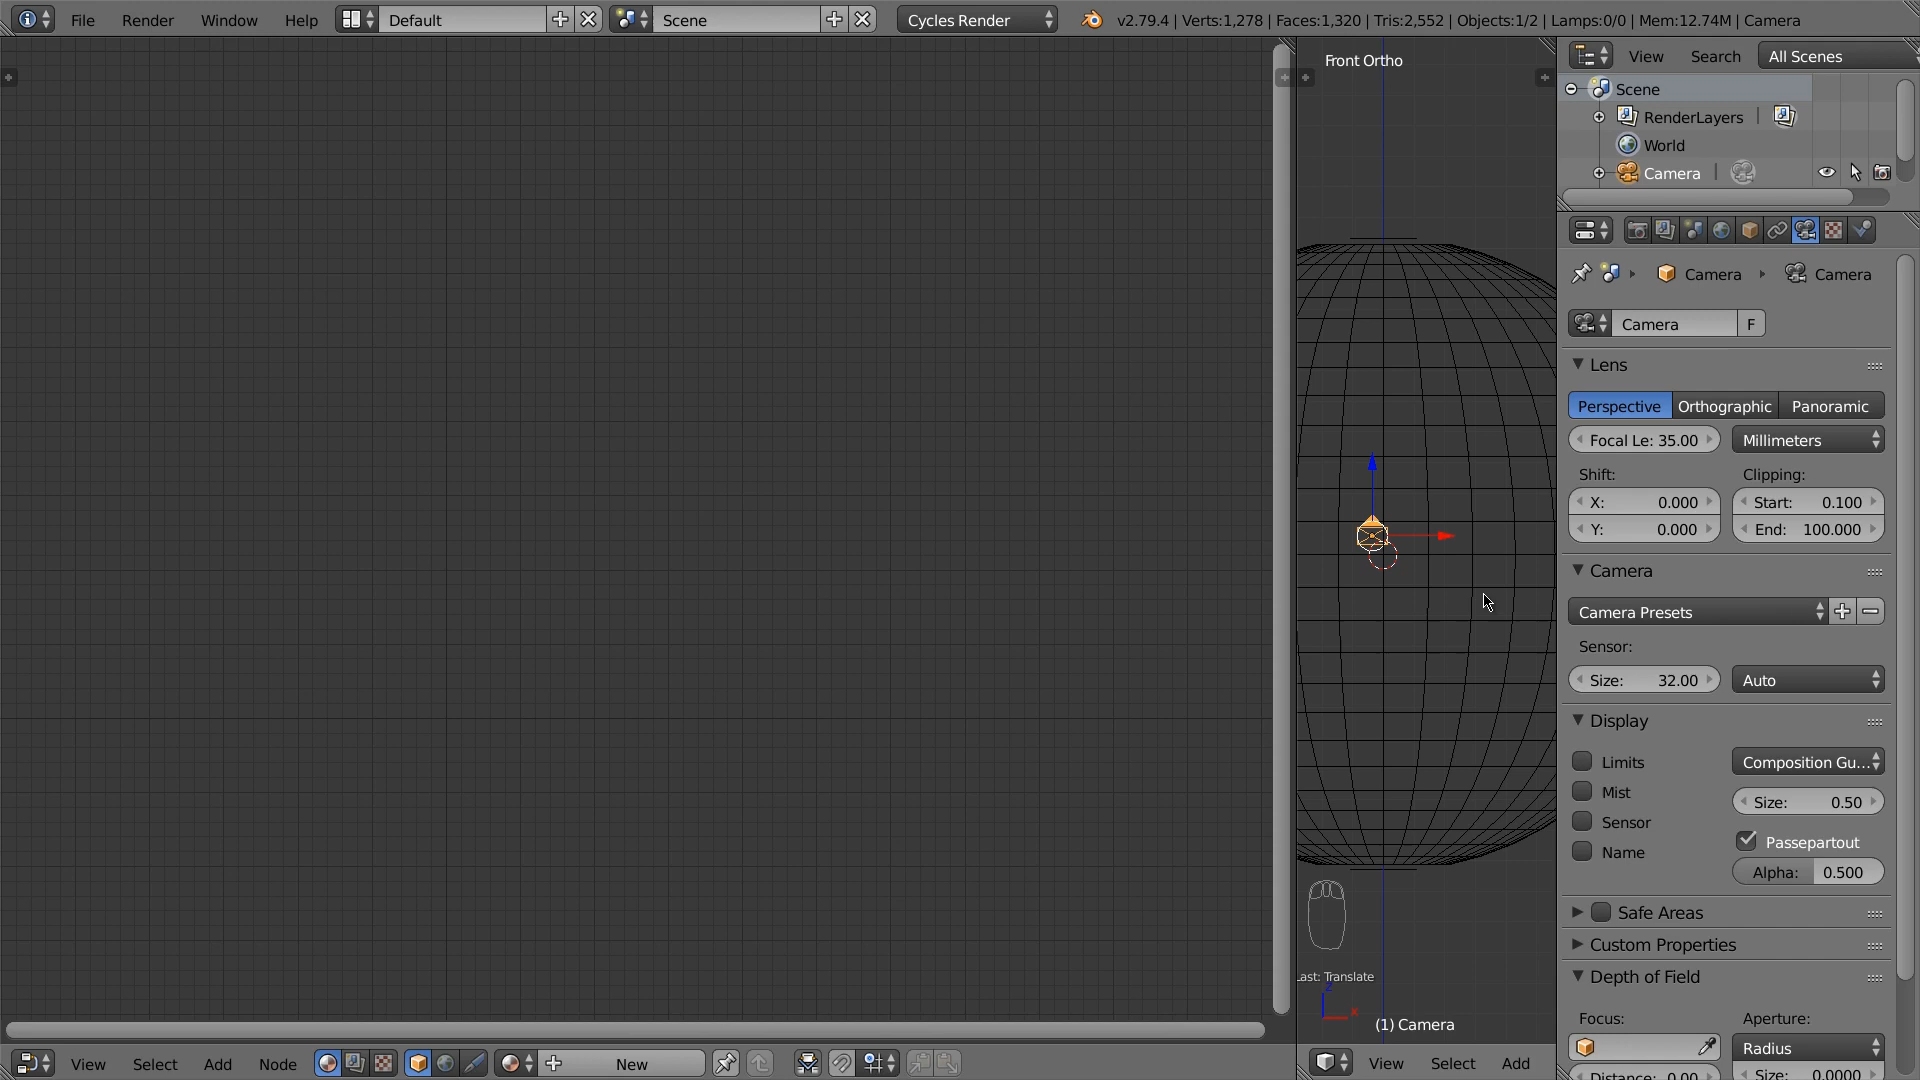 File Render Window Help Default Scene Cycles Render v2.79.4 | Verts:1,278 | Faces:1,320 | Tris:2,552 | Objects:1/2 | Lamps:0/0 | Mem:12.74M | Camera
Front Ortho
View Search All Scenes
Scene
RenderLayers
World
Camera
Camera Camera
Camera F
Lens
Perspective Orthographic Panoramic
Focal Le: 35.00 Millimeters
Shift: Clipping:
X: 0.000 Start: 0.100
Y: 0.000 End: 100.000
Camera
Camera Presets
Sensor:
Size: 32.00 Auto
Display
Limits Composition Gu...
Mist Size: 0.50
Sensor
Passepartout
Name
Alpha: 0.500
Safe Areas
Custom Properties
Depth of Field
Focus: Aperture:
Radius
Distance: 0.00 Size: 0.0000
Last: Translate
z
x
(1) Camera
View Select Add Node New
View Select Add